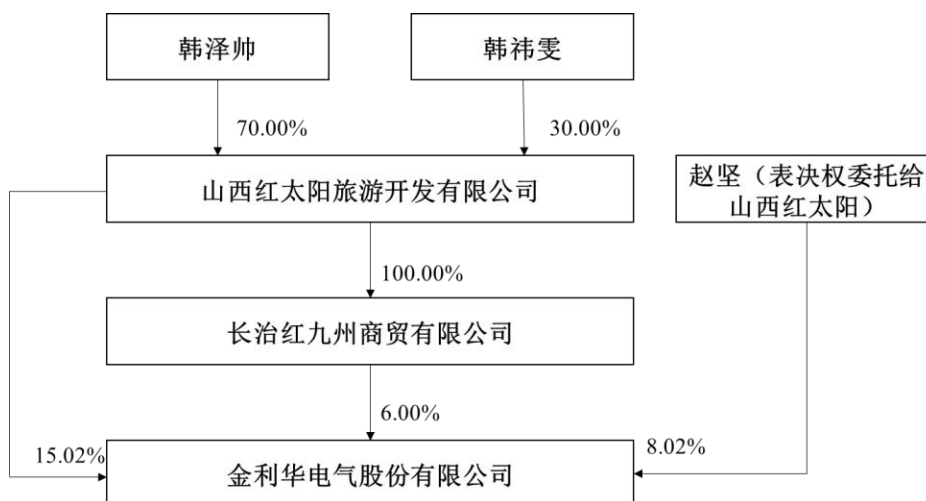 韩泽帅
韩祎雯
70.00%
30.00%
山西红太阳旅游开发有限公司
赵坚（表决权委托给
山西红太阳）
100.00%
长治红九州商贸有限公司
6.00%
15.02%
8.02%
金利华电气股份有限公司